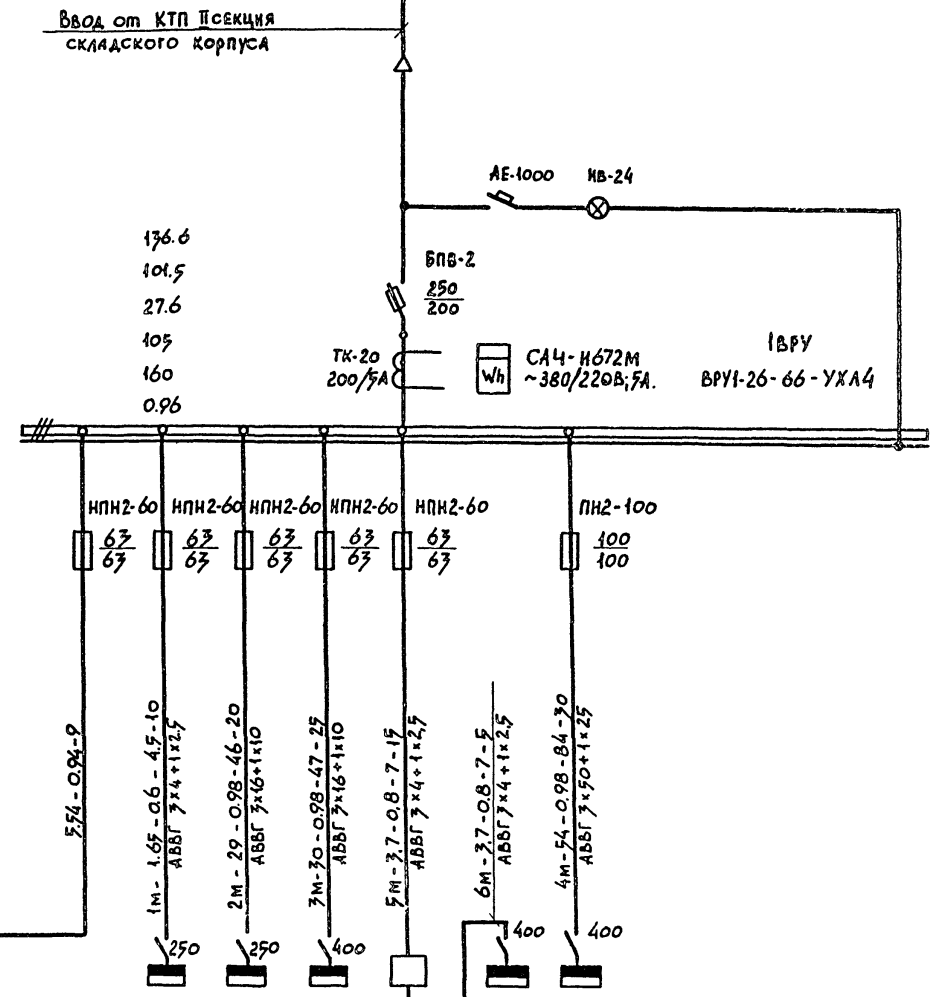 Ввод от КТП II секция
складского корпуса
АЕ-1000
ИВ-24
136.6
101.5
27.6
105
160
0.96
БПВ-2
250
200
ТК-20
200/5А
Wh
СА4-И672М
~380/220В; 5А.
1ВРУ
ВРУ1-26-66-УХЛ4
НПН2-60
63
63
НПН2-60
63
63
НПН2-60
63
63
НПН2-60
63
63
НПН2-60
63
63
ПН2-100
100
100
5.54-0.94-9
1м-1.65-0.6-4.5-10
АВВГ 3×4+1×2.5
2м-29-0.98-46-20
АВВГ 3×16+1×10
3м-30-0.98-47-25
АВВГ 3×16+1×10
5м-3.7-0.8-7-15
АВВГ 3×4+1×2,5
6м-3.7-0.8-7-5
АВВГ 3×4+1×2,5
4м-54-0.98-84-30
АВВГ 3×50+1×25
250
250
400
400
400